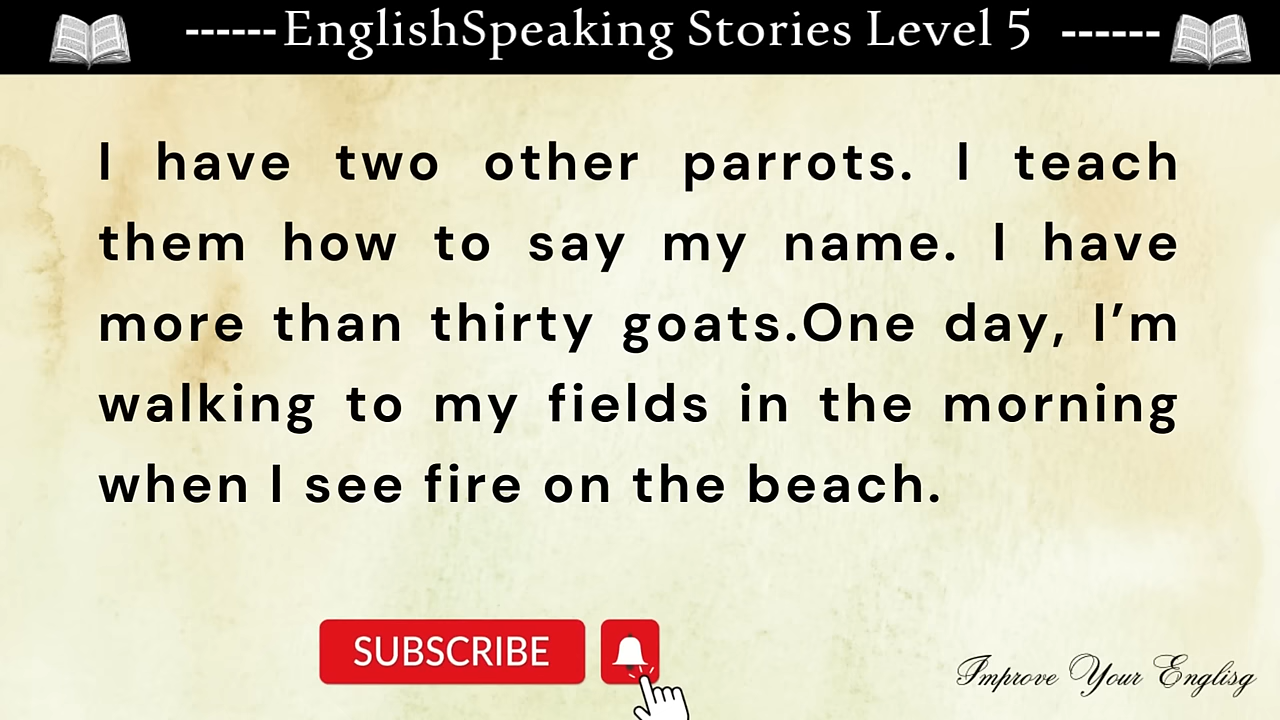 ------EnglishSpeaking Stories Level 5 ------
I have two other parrots. I teach
them how to say my name. I have
more than thirty goats.One day, I’m
walking to my fields in the morning
when I see fire on the beach.
SUBSCRIBE
Improve Your Englisg